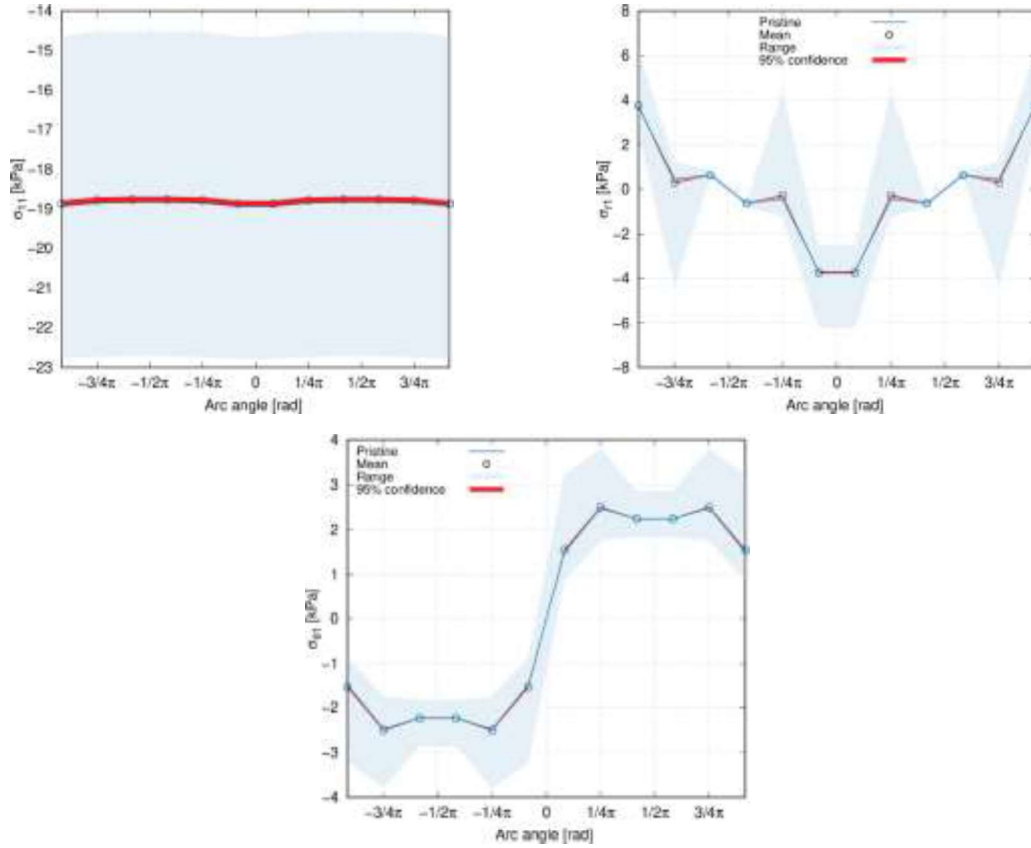 −14
−15
−16
−17
−18
−19
−20
−21
−22
−23
σ₁₁ [kPa]
−3/4π −1/2π −1/4π 0 1/4π 1/2π 3/4π
Arc angle [rad]
8
6
4
2
0
−2
−4
−6
−8
σᵣ₁ [kPa]
Pristine
Mean
Range
95% confidence
−3/4π −1/2π −1/4π 0 1/4π 1/2π 3/4π
Arc angle [rad]
4
3
2
1
0
−1
−2
−3
−4
[kPa]
Pristine
Mean
Range
95% confidence
−3/4π −1/2π −1/4π 0 1/4π 1/2π 3/4π
Arc angle [rad]